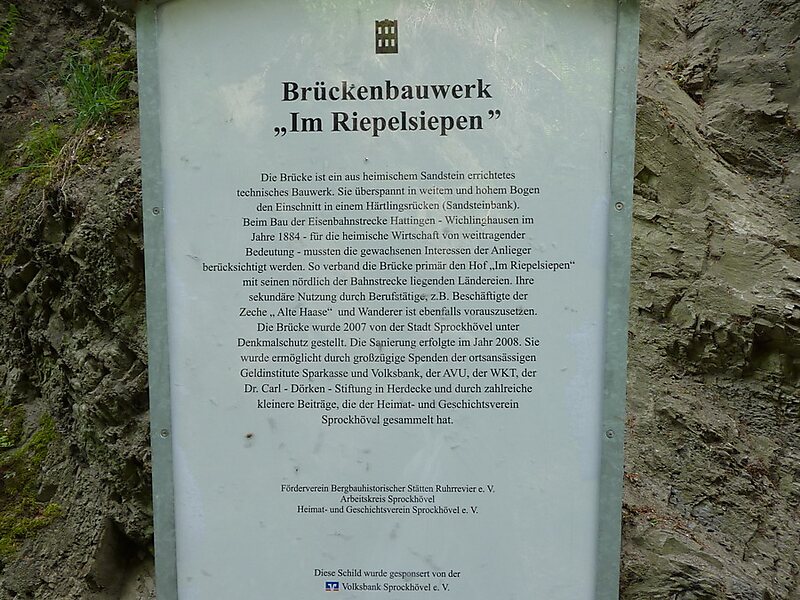 Brückenbauwerk
„Im Riepelsiepen”
Die Brücke ist ein aus heimischem Sandstein errichtetes
technisches Bauwerk. Sie überspannt in weitem und hohem Bogen
den Einschnitt in einem Härtlingsrücken (Sandsteinbank).
Beim Bau der Eisenbahnstrecke Hattingen - Wichlinghausen im
Jahre 1884 - für die heimische Wirtschaft von weittragender
Bedeutung - mussten die gewachsenen Interessen der Anlieger
berücksichtigt werden. So verband die Brücke primär den Hof „Im Riepelsiepen“
mit seinen nördlich der Bahnstrecke liegenden Ländereien. Ihre
sekundäre Nutzung durch Berufstätige, z.B. Beschäftigte der
Zeche „ Alte Haase“ und Wanderer ist ebenfalls vorauszusetzen.
Die Brücke wurde 2007 von der Stadt Sprockhövel unter
Denkmalschutz gestellt. Die Sanierung erfolgte im Jahr 2008. Sie
wurde ermöglicht durch großzügige Spenden der ortsansässigen
Geldinstitute Sparkasse und Volksbank, der AVU, der WKT, der
Dr. Carl - Dörken - Stiftung in Herdecke und durch zahlreiche
kleinere Beiträge, die der Heimat- und Geschichtsverein
Sprockhövel gesammelt hat.
Förderverein Bergbauhistorischer Stätten Ruhrrevier e. V.
Arbeitskreis Sprockhövel
Heimat- und Geschichtsverein Sprockhövel e. V.
Diese Schild wurde gesponsert von der
Volksbank Sprockhövel e. V.